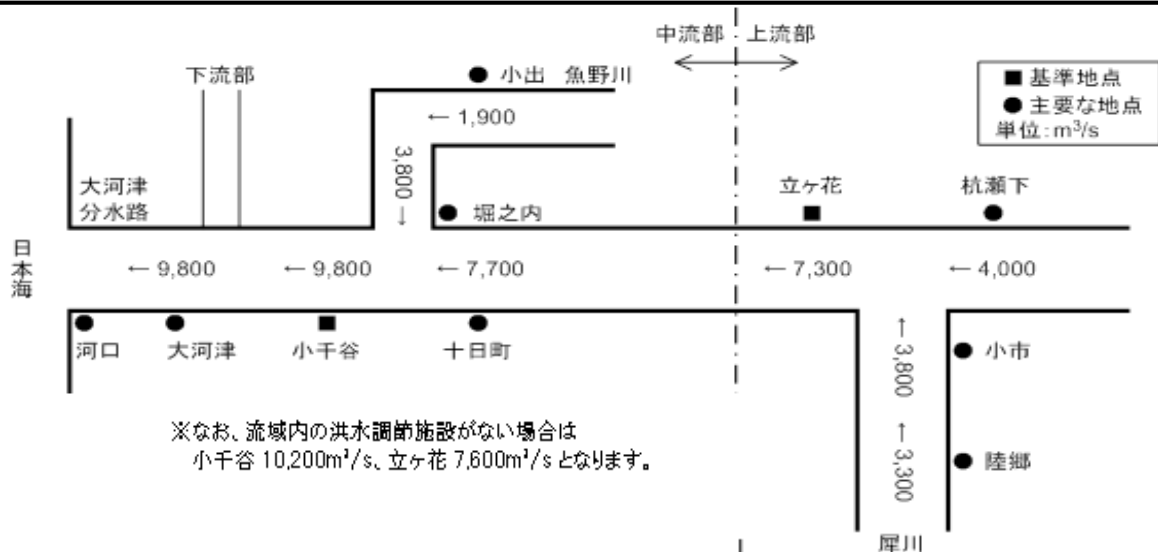 中流部 上流部
下流部
● 小出 魚野川
■ 基準地点
● 主要な地点
単位：m³/s
← 1,900
3,800→
大河津
分水路
● 堀之内
立ヶ花
杭瀬下
日本海
← 9,800
← 9,800
← 7,700
← 7,300
← 4,000
河口
大河津
小千谷
十日町
←3,800
● 小市
※なお、流域内の洪水調節施設がない場合は
小千谷 10,200m³/s、立ヶ花 7,600m³/s となります。
←3,300
● 陸郷
犀川